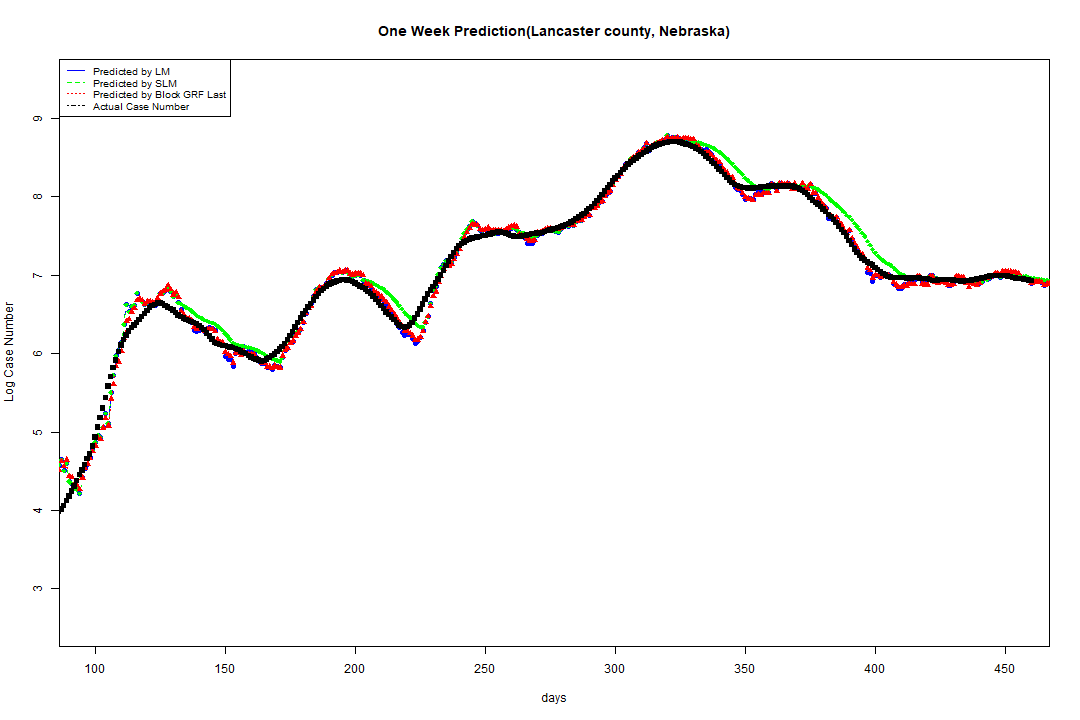 One Week Prediction(Lancaster county, Nebraska)
Predicted by LM
Predicted by SLM
Predicted by Block GRF Last
Actual Case Number
9
8
7
6
5
4
3
Log Case Number
100 150 200 250 300 350 400 450
days